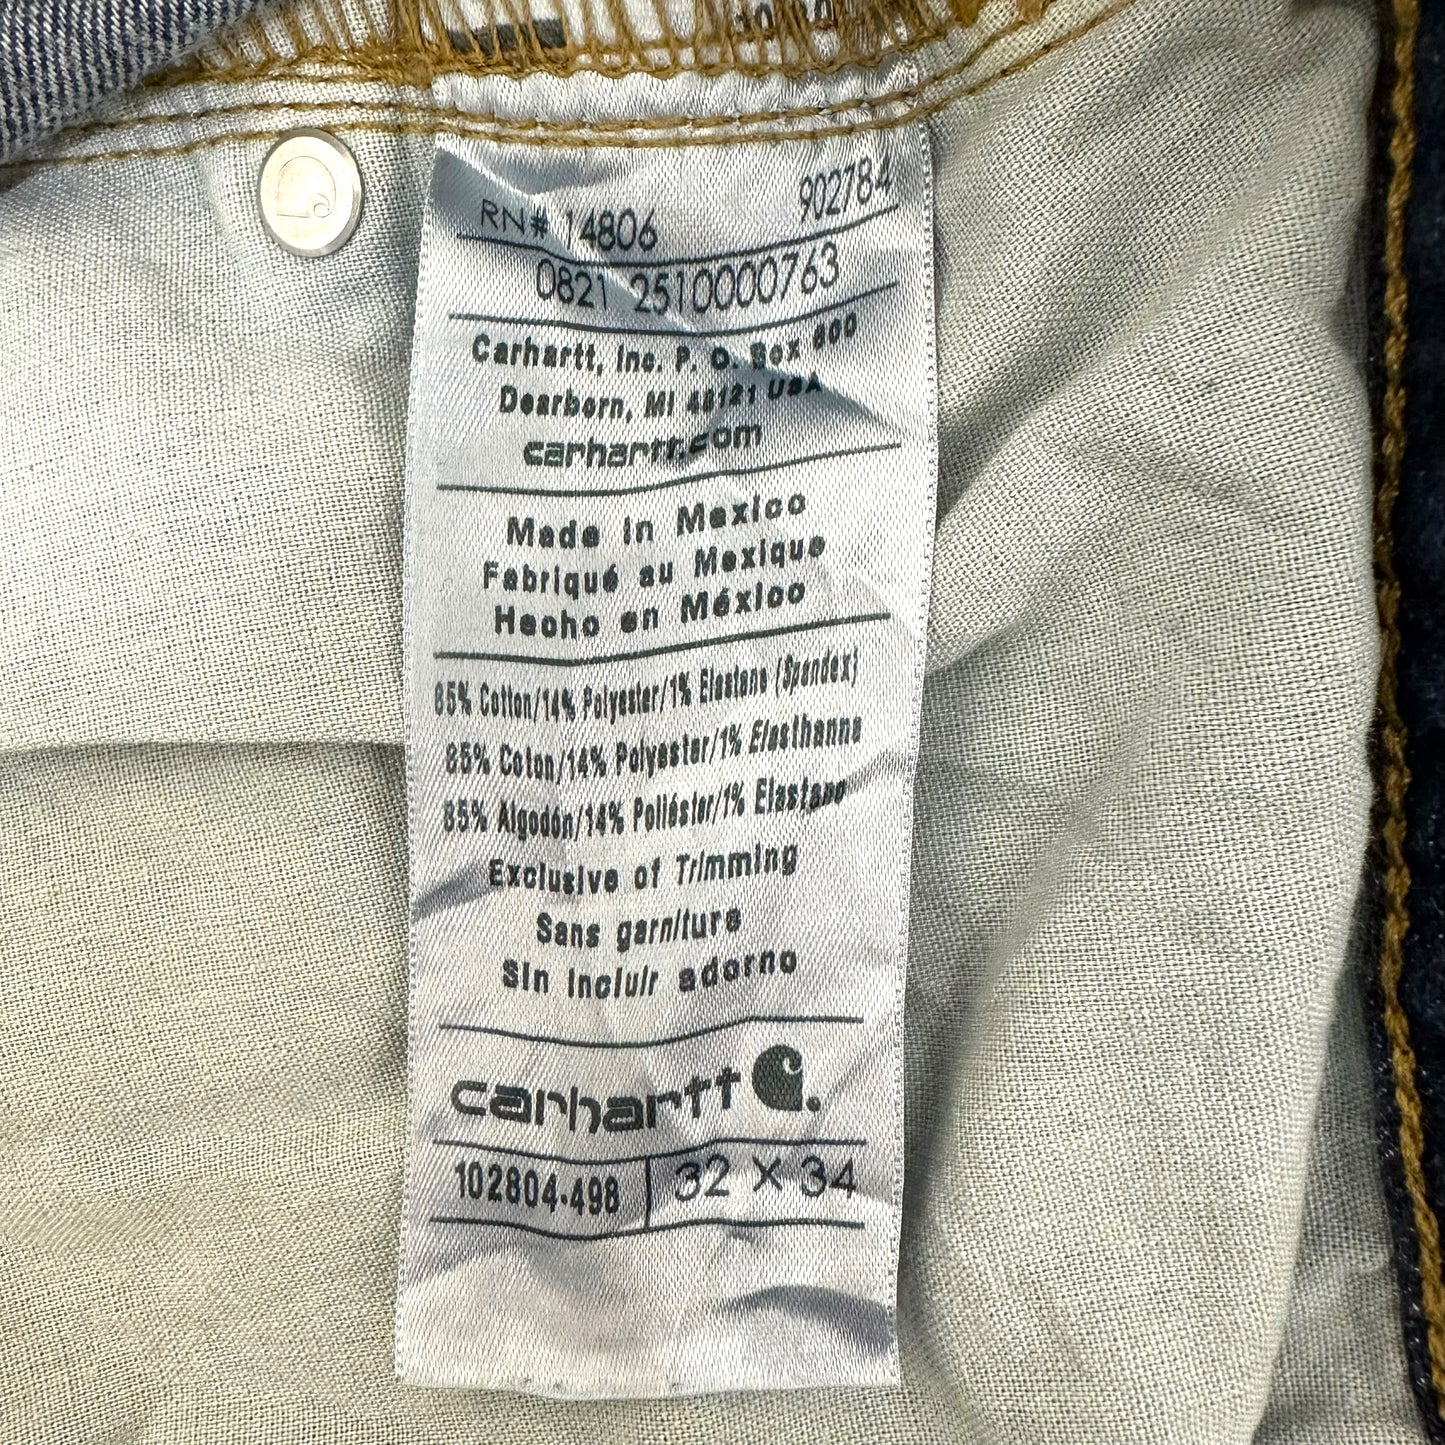 RN# 14806 902784
0821 2510000763
Carhartt, Inc. P. O. Box 600
Dearborn, MI 48121 USA
carhartt.com
Made in Mexico
Fabriqué au Mexique
Hecho en México
85% Cotton/14% Polyester/1% Elastane (Spandex)
85% Coton/14% Polyester/1% Elasthanne
85% Algodón/14% Poliéster/1% Elastano
Exclusive of Trimming
Sans garniture
Sin incluir adorno
carhartt
102804-498 32 X 34